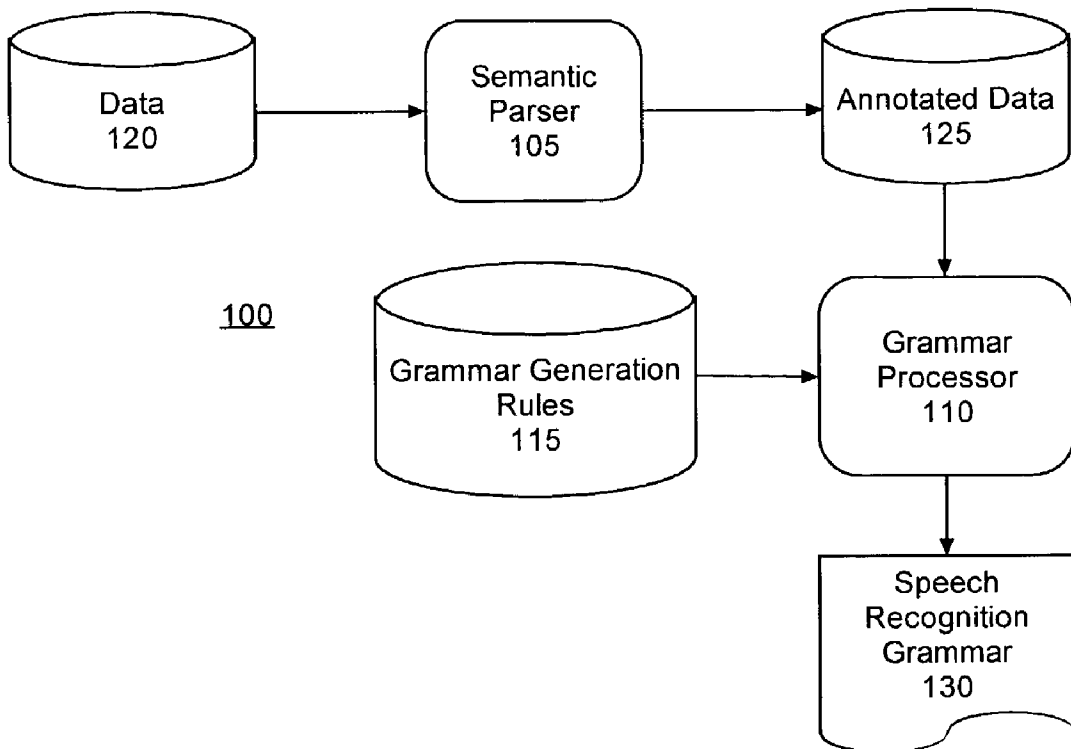 Data
120
Semantic
Parser
105
Annotated Data
125
100
Grammar Generation
Rules
115
Grammar
Processor
110
Speech
Recognition
Grammar
130